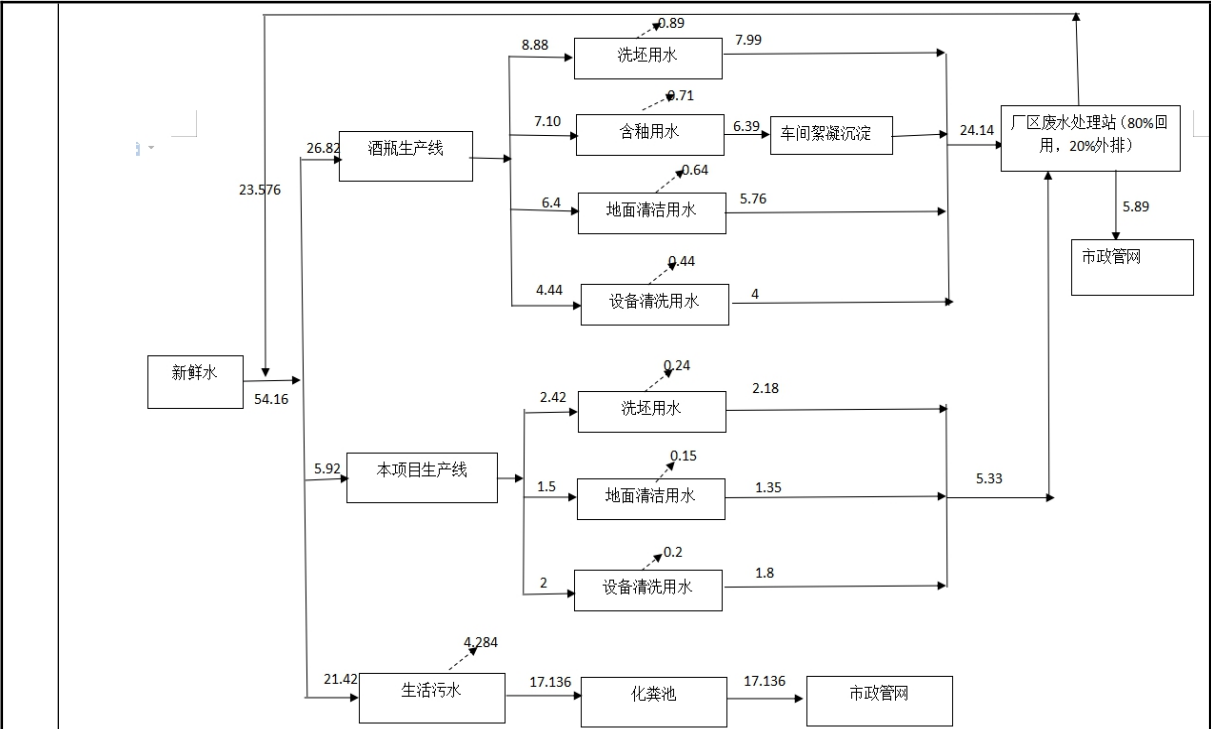 0.89
8.88
洗坯用水
7.99
0.71
7.10
含釉用水
6.39
车间絮凝沉淀
24.14
厂区废水处理站（80%回
用，20%外排）
26.82
酒瓶生产线
23.576
0.64
6.4
地面清洁用水
5.76
5.89
市政管网
0.44
4.44
设备清洗用水
4
新鲜水
54.16
0.24
2.42
洗坯用水
2.18
5.92
本项目生产线
0.15
1.5
地面清洁用水
1.35
5.33
0.2
2
设备清洗用水
1.8
4.284
21.42
生活污水
17.136
化粪池
17.136
市政管网